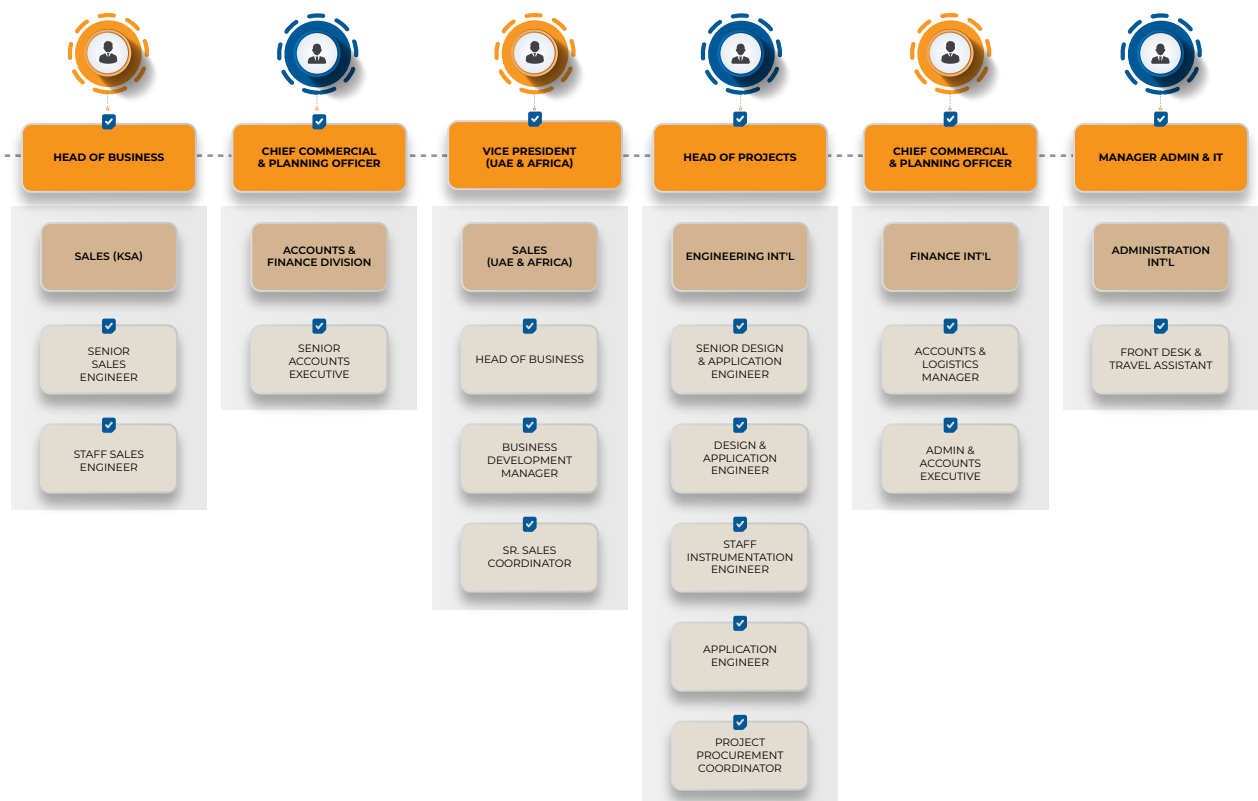 HEAD OF BUSINESS
CHIEF COMMERCIAL
& PLANNING OFFICER
VICE PRESIDENT
(UAE & AFRICA)
HEAD OF PROJECTS
CHIEF COMMERCIAL
& PLANNING OFFICER
MANAGER ADMIN & IT
SALES (KSA)
ACCOUNTS &
FINANCE DIVISION
SALES
(UAE & AFRICA)
ENGINEERING INT'L
FINANCE INT'L
ADMINISTRATION
INT'L
SENIOR
SALES
ENGINEER
SENIOR
ACCOUNTS
EXECUTIVE
HEAD OF BUSINESS
SENIOR DESIGN
& APPLICATION
ENGINEER
ACCOUNTS &
LOGISTICS
MANAGER
FRONT DESK &
TRAVEL ASSISTANT
STAFF SALES
ENGINEER
BUSINESS
DEVELOPMENT
MANAGER
DESIGN &
APPLICATION
ENGINEER
ADMIN &
ACCOUNTS
EXECUTIVE
SR. SALES
COORDINATOR
STAFF
INSTRUMENTATION
ENGINEER
APPLICATION
ENGINEER
PROJECT
PROCUREMENT
COORDINATOR